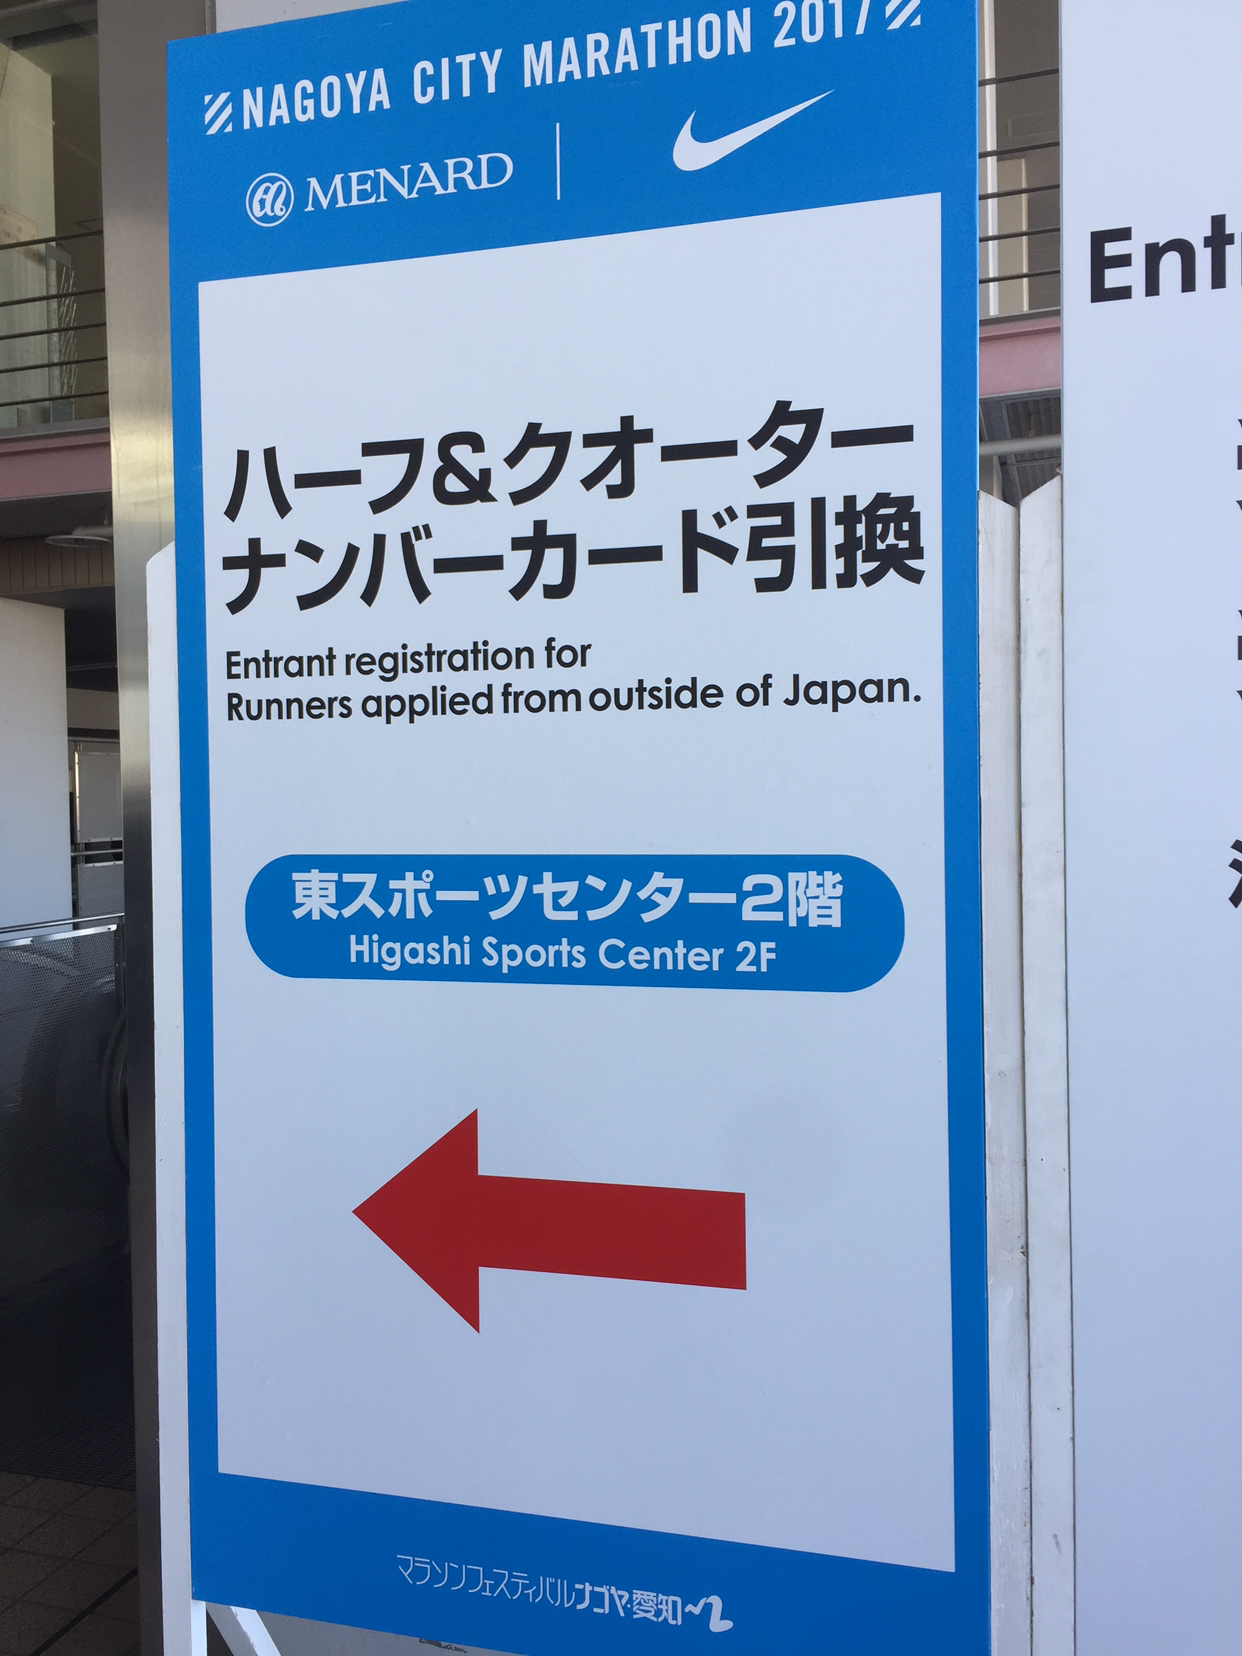 NAGOYA CITY MARATHON 2017
MENARD
ハーフ&クオーター
ナンバーカード引換
Entrant registration for
Runners applied from outside of Japan.
東スポーツセンター2階
Higashi Sports Center 2F
マラソンフェスティバルナゴヤ・愛知